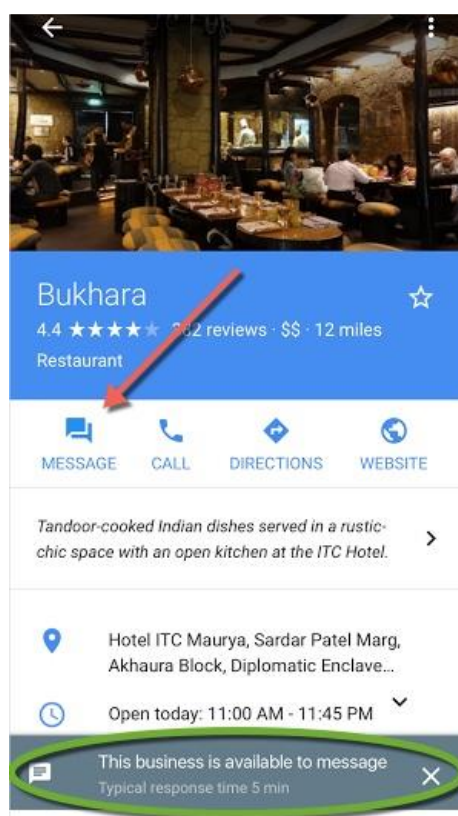 Bukhara
4.4 reviews · $$ · 12 miles
Restaurant
MESSAGE CALL DIRECTIONS WEBSITE
Tandoor-cooked Indian dishes served in a rustic-
chic space with an open kitchen at the ITC Hotel.
Hotel ITC Maurya, Sardar Patel Marg,
Akhaura Block, Diplomatic Enclave...
Open today: 11:00 AM - 11:45 PM
This business is available to message
Typical response time 5 min